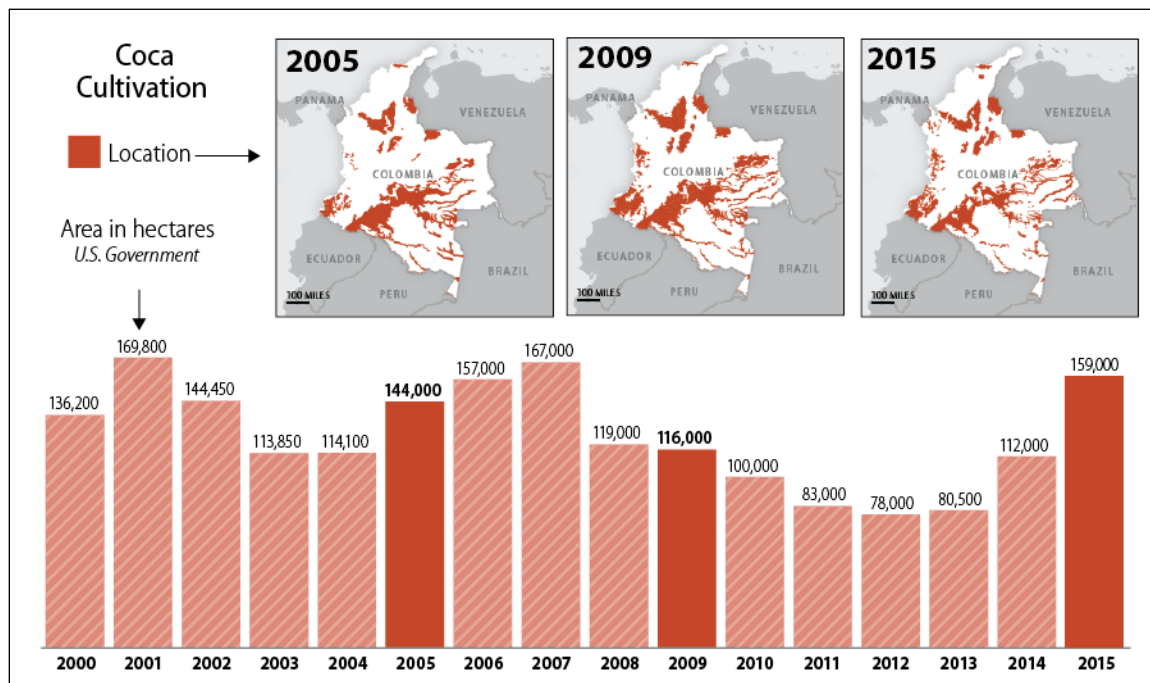 Coca
Cultivation
Location
Area in hectares
U.S. Government
2005
PANAMA
VENEZUELA
COLOMBIA
ECUADOR
BRAZIL
PERU
100 MILES
2009
PANAMA
VENEZUELA
COLOMBIA
ECUADOR
BRAZIL
PERU
100 MILES
2015
PANAMA
VENEZUELA
COLOMBIA
ECUADOR
BRAZIL
PERU
100 MILES
136,200
169,800
144,450
113,850
114,100
144,000
157,000
167,000
119,000
116,000
100,000
83,000
78,000
80,500
112,000
159,000
2000 2001 2002 2003 2004 2005 2006 2007 2008 2009 2010 2011 2012 2013 2014 2015